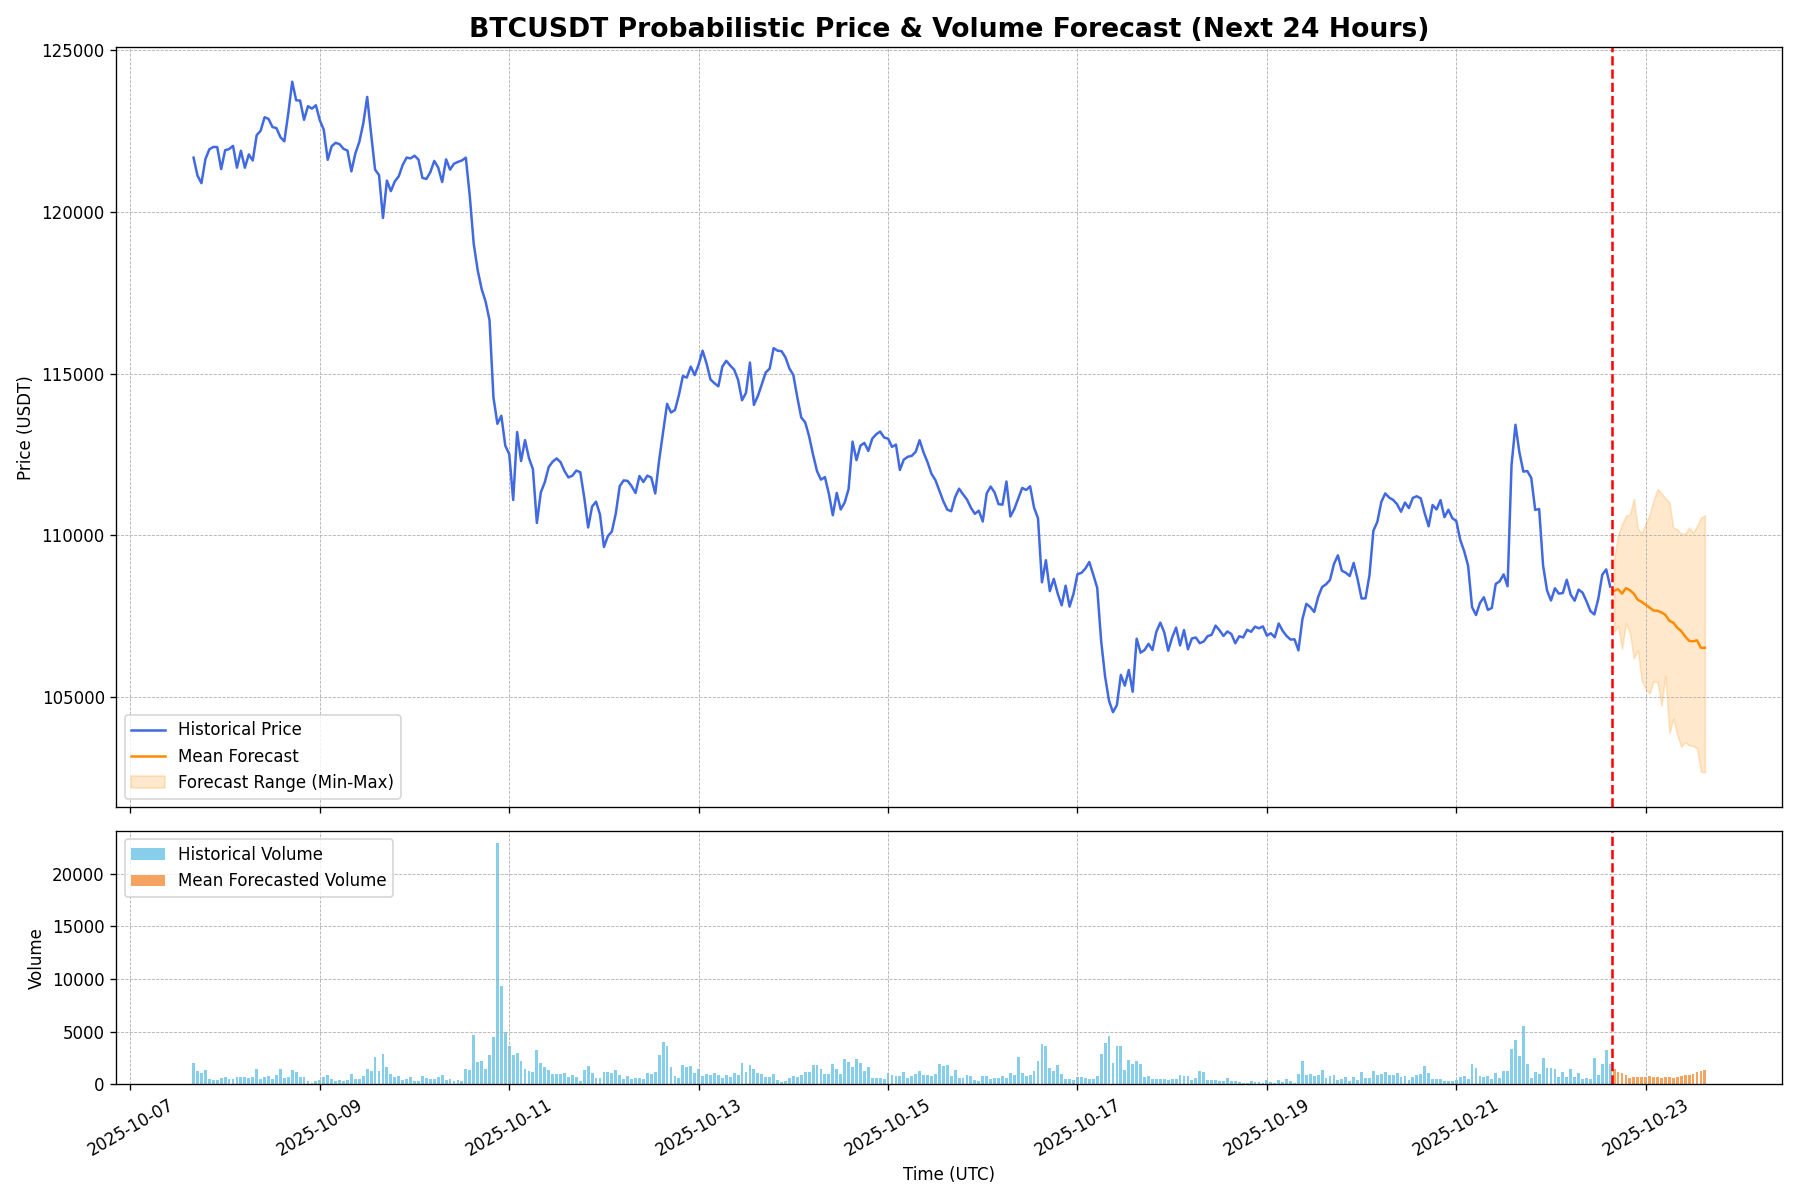 BTCUSDT Probabilistic Price & Volume Forecast (Next 24 Hours)
125000
120000
115000
110000
105000
Price (USDT)
Historical Price
Mean Forecast
Forecast Range (Min-Max)
Historical Volume
Mean Forecasted Volume
20000
15000
10000
5000
0
Volume
2025-10-07
2025-10-09
2025-10-11
2025-10-13
2025-10-15
2025-10-17
2025-10-19
2025-10-21
2025-10-23
Time (UTC)